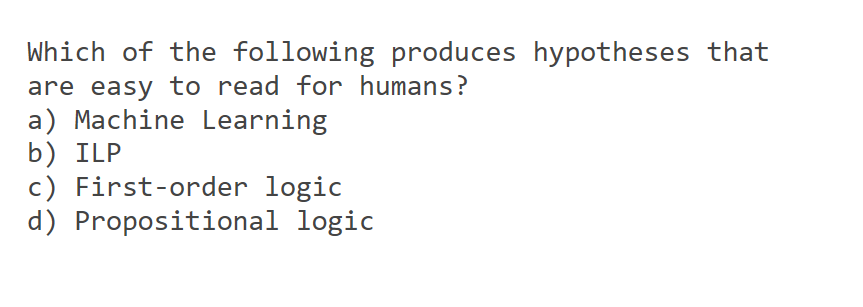 Which of the following produces hypotheses that
are easy to read for humans?
a) Machine Learning
b) ILP
c) First-order logic
d) Propositional logic